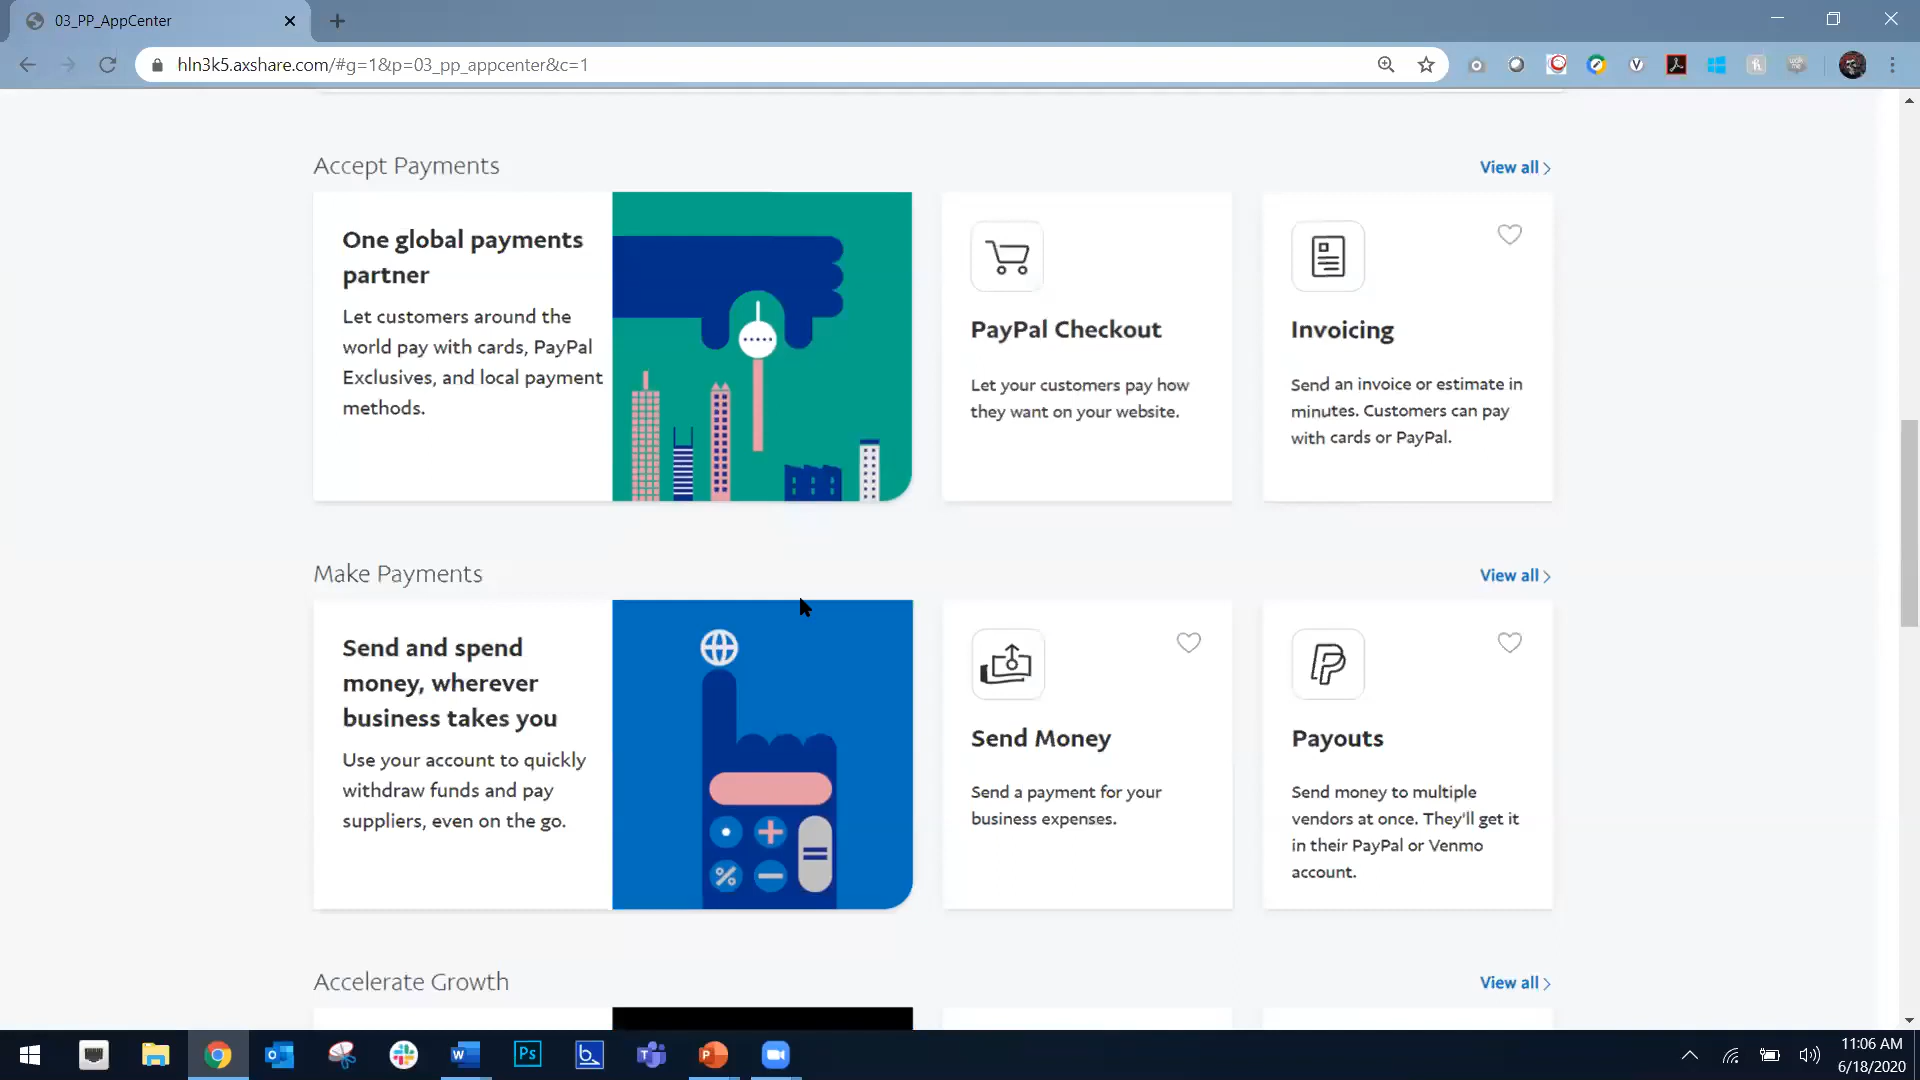 03_PP_AppCenter
hln3k5.axshare.com/#g=1&p=03_pp_appcenter&c=1
Accept Payments
View all
One global payments
partner
Let customers around the
world pay with cards, PayPal
Exclusives, and local payment
methods.
PayPal Checkout
Let your customers pay how
they want on your website.
Invoicing
Send an invoice or estimate in
minutes. Customers can pay
with cards or PayPal.
Make Payments
View all
Send and spend
money, wherever
business takes you
Use your account to quickly
withdraw funds and pay
suppliers, even on the go.
Send Money
Send a payment for your
business expenses.
Payouts
Send money to multiple
vendors at once. They'll get it
in their PayPal or Venmo
account.
Accelerate Growth
View all
11:06 AM
6/18/2020